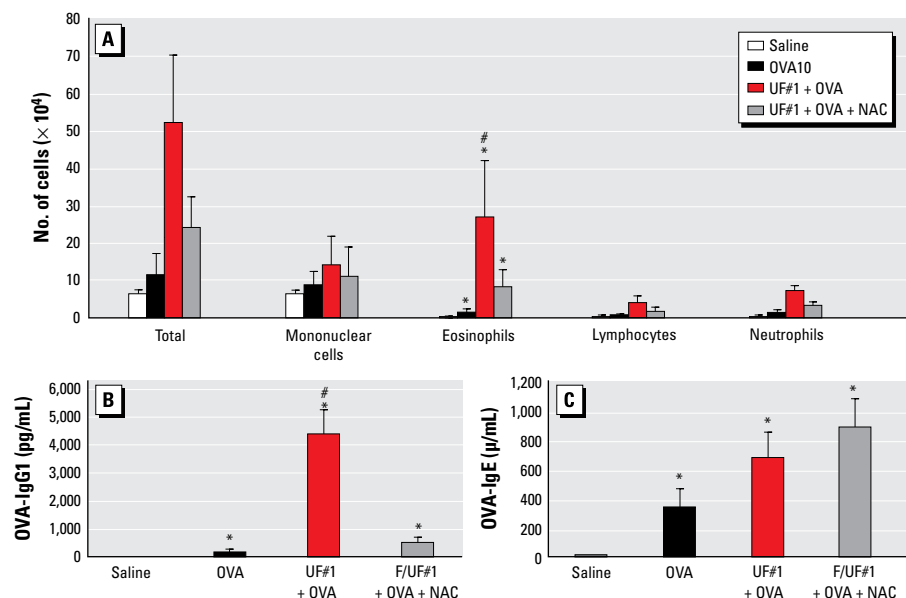 A
No. of cells (× 10⁴)
80
70
60
50
40
30
20
10
0
Saline
OVA10
UF#1 + OVA
UF#1 + OVA + NAC
#
*
*
*
Total
Mononuclear
cells
Eosinophils
Lymphocytes
Neutrophils
B
OVA-IgG1 (pg/mL)
6,000
5,000
4,000
3,000
2,000
1,000
0
#
*
*
*
Saline
OVA
UF#1
+ OVA
F/UF#1
+ OVA + NAC
C
OVA-IgE (µ/mL)
1,200
1,000
800
600
400
200
0
*
*
*
Saline
OVA
UF#1
+ OVA
F/UF#1
+ OVA + NAC